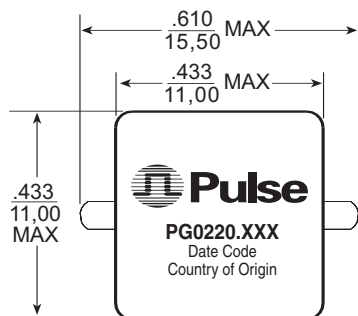 .610
15,50 MAX
.433
11,00 MAX
.433
11,00
MAX
Pulse
PG0220.XXX
Date Code
Country of Origin